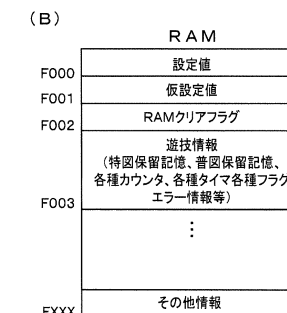 (B)
RAM
設定値
F000
仮設定値
F001
RAMクリアフラグ
F002
遊技情報
(特図保留記憶、普図保留記憶、
各種カウンタ、各種タイマ各種フラグ
エラー情報等)
F003
⋮
その他情報
FXXX